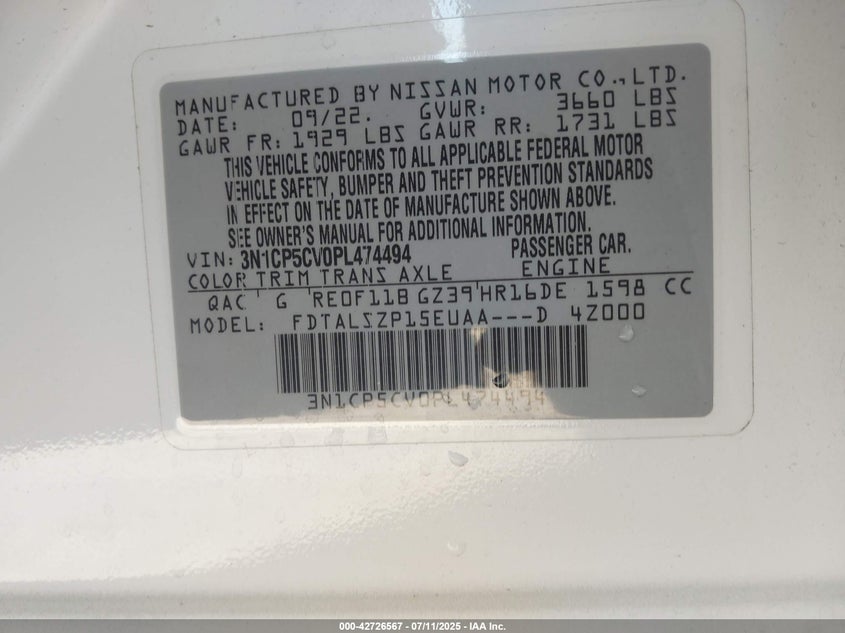 MANUFACTURED BY NISSAN MOTOR CO., LTD.
DATE: 09/22. GVWR: 3660 LBS
GAWR FR: 1929 LBS GAWR RR: 1731 LBS
THIS VEHICLE CONFORMS TO ALL APPLICABLE FEDERAL MOTOR
VEHICLE SAFETY, BUMPER AND THEFT PREVENTION STANDARDS
IN EFFECT ON THE DATE OF MANUFACTURE SHOWN ABOVE.
SEE OWNER'S MANUAL FOR ADDITIONAL INFORMATION.
VIN: 3N1CP5CV0PL474494 PASSENGER CAR.
COLOR TRIM TRANS AXLE ENGINE
QAC G RE0F11B GZ39 HR16DE 1598 CC
MODEL: FDTALSZP15EUAA---D 4Z000
3N1CP5CV0PL474494
000-42726567 - 07/11/2025 - IAA Inc.